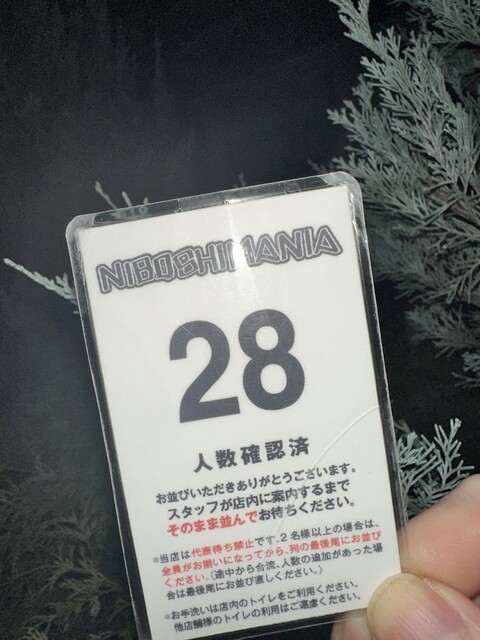 NIBOSHIMANIA
28
人数確認済
お並びいただきありがとうございます。
スタッフが店内に案内するまで
そのまま並んでお待ちください。
※当店は代表待ち禁止です。2名様以上の場合は、
全員がお揃いになってから、列の最後尾にお並び
ください。(途中から合流、人数の追加があった場
合は最後尾にお並び直しください。)
※お手洗いは店内のトイレをご利用ください。
他店舗様のトイレの利用はご遠慮ください。